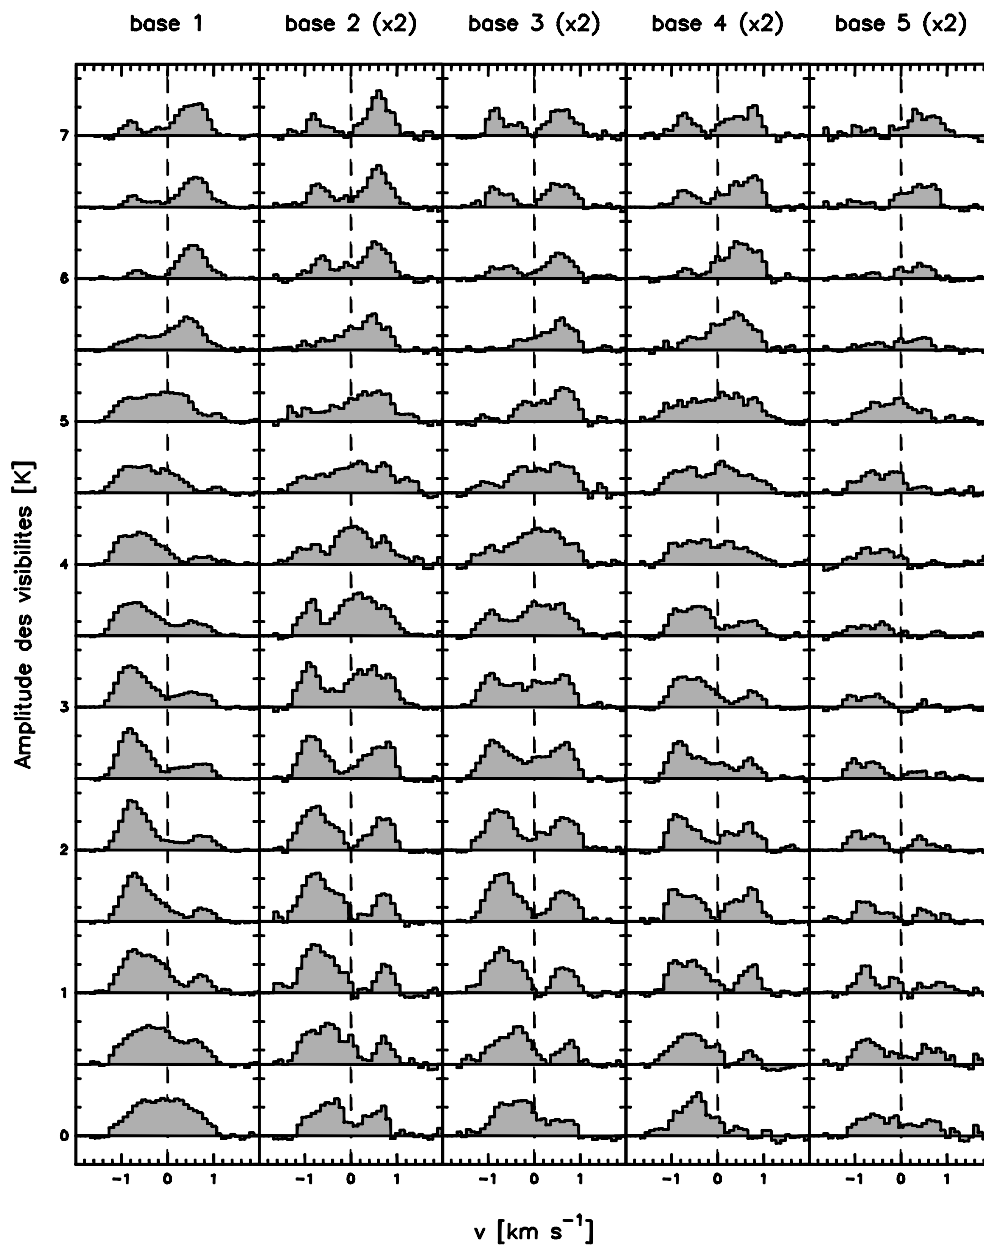 base 1 base 2 (x2) base 3 (x2) base 4 (x2) base 5 (x2)
7
6
5
4
3
2
1
0
Amplitude des visibilites [K]
-1 0 1 -1 0 1 -1 0 1 -1 0 1 -1 0 1
v [km s⁻¹]